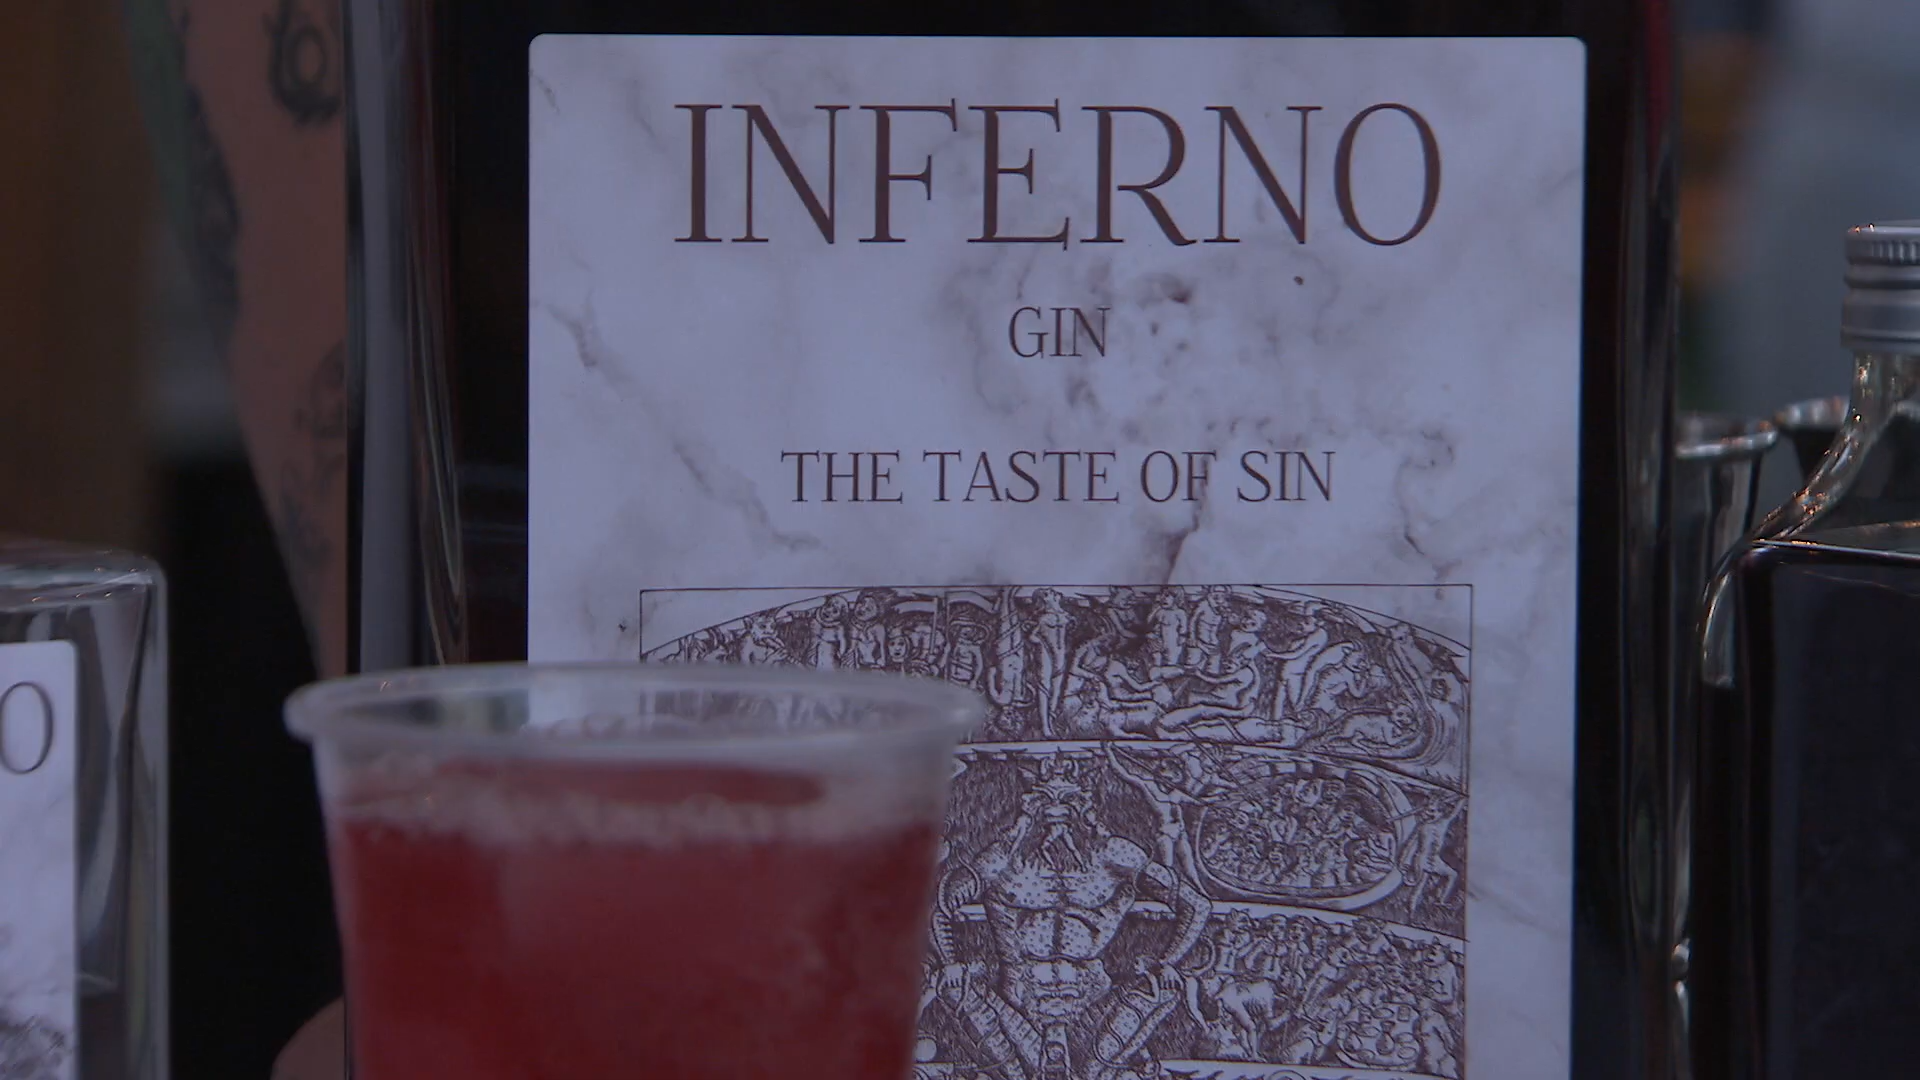 INFERNO
GIN
THE TASTE OF SIN
O